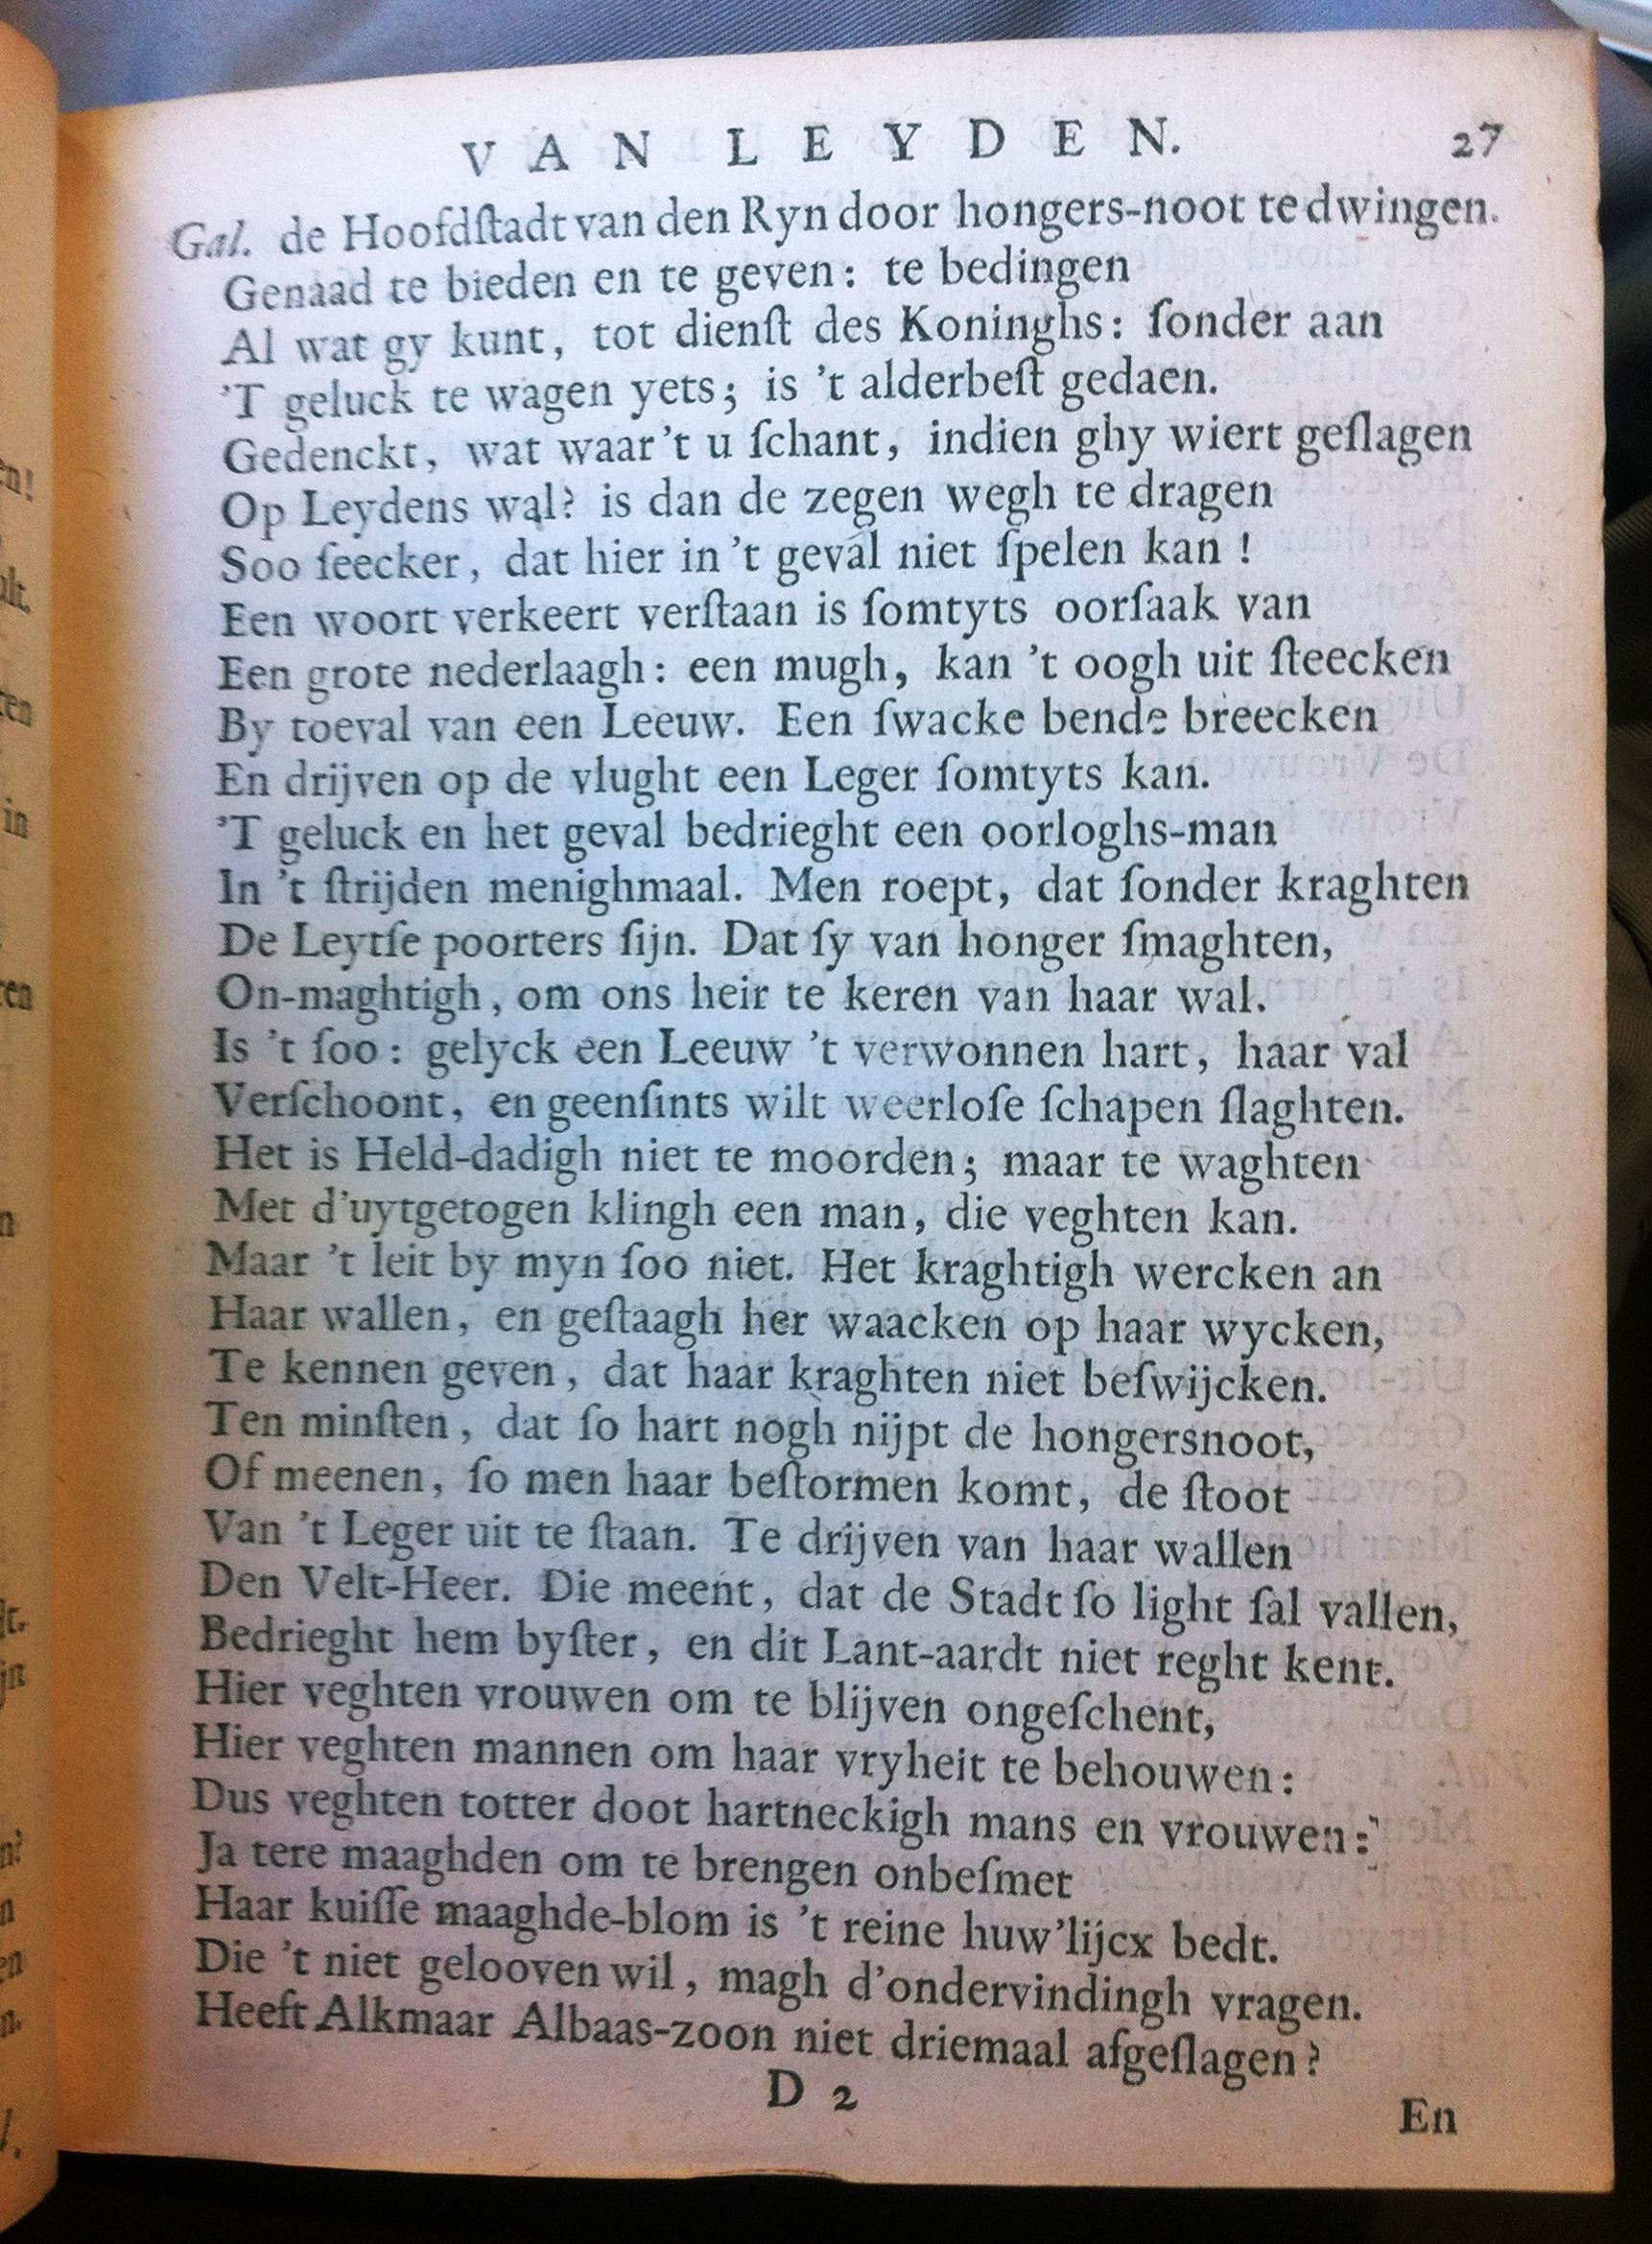 VAN LEYDEN. 27
Gal. de Hoofdſtadt van den Ryn door hongers-noot te dwingen.
Genaad te bieden en te geven: te bedingen
Al wat gy kunt, tot dienſt des Koninghs: ſonder aan
'T geluck te wagen yets; is 't alderbeſt gedaen.
Gedenckt, wat waar't u ſchant, indien ghy wiert geſlagen
Op Leydens wal? is dan de zegen wegh te dragen
Soo ſeecker, dat hier in 't geval niet ſpelen kan!
Een woort verkeert verſtaan is ſomtyts oorſaak van
Een grote nederlaagh: een mugh, kan 't oogh uit ſteecken
By toeval van een Leeuw. Een ſwacke bende breecken
En drijven op de vlught een Leger ſomtyts kan.
'T geluck en het geval bedrieght een oorloghs-man
In 't ſtrijden menighmaal. Men roept, dat ſonder kraghten
De Leytſe poorters ſijn. Dat ſy van honger ſmaghten,
On-maghtigh, om ons heir te keren van haar wal.
Is 't ſoo: gelyck een Leeuw 't verwonnen hart, haar val
Verſchoont, en geenſints wilt weerloſe ſchapen ſlaghten.
Het is Held-dadigh niet te moorden; maar te waghten
Met d'uytgetogen klingh een man, die veghten kan.
Maar 't leit by myn ſoo niet. Het kraghtigh wercken an
Haar wallen, en geſtaagh her waacken op haar wycken,
Te kennen geven, dat haar kraghten niet beſwijcken.
Ten minſten, dat ſo hart nogh nijpt de hongersnoot,
Of meenen, ſo men haar beſtormen komt, de ſtoot
Van 't Leger uit te ſtaan. Te drijven van haar wallen
Den Velt-Heer. Die meent, dat de Stadt ſo light ſal vallen,
Bedrieght hem byſter, en dit Lant-aardt niet reght kent.
Hier veghten vrouwen om te blijven ongeſchent,
Hier veghten mannen om haar vryheit te behouwen:
Dus veghten totter doot hartneckigh mans en vrouwen:
Ja tere maaghden om te brengen onbeſmet
Haar kuiſſe maaghde-blom is 't reine huw'lijcx bedt.
Die 't niet gelooven wil, magh d'ondervindingh vragen.
Heeft Alkmaar Albaas-zoon niet driemaal afgeſlagen?
D 2
En